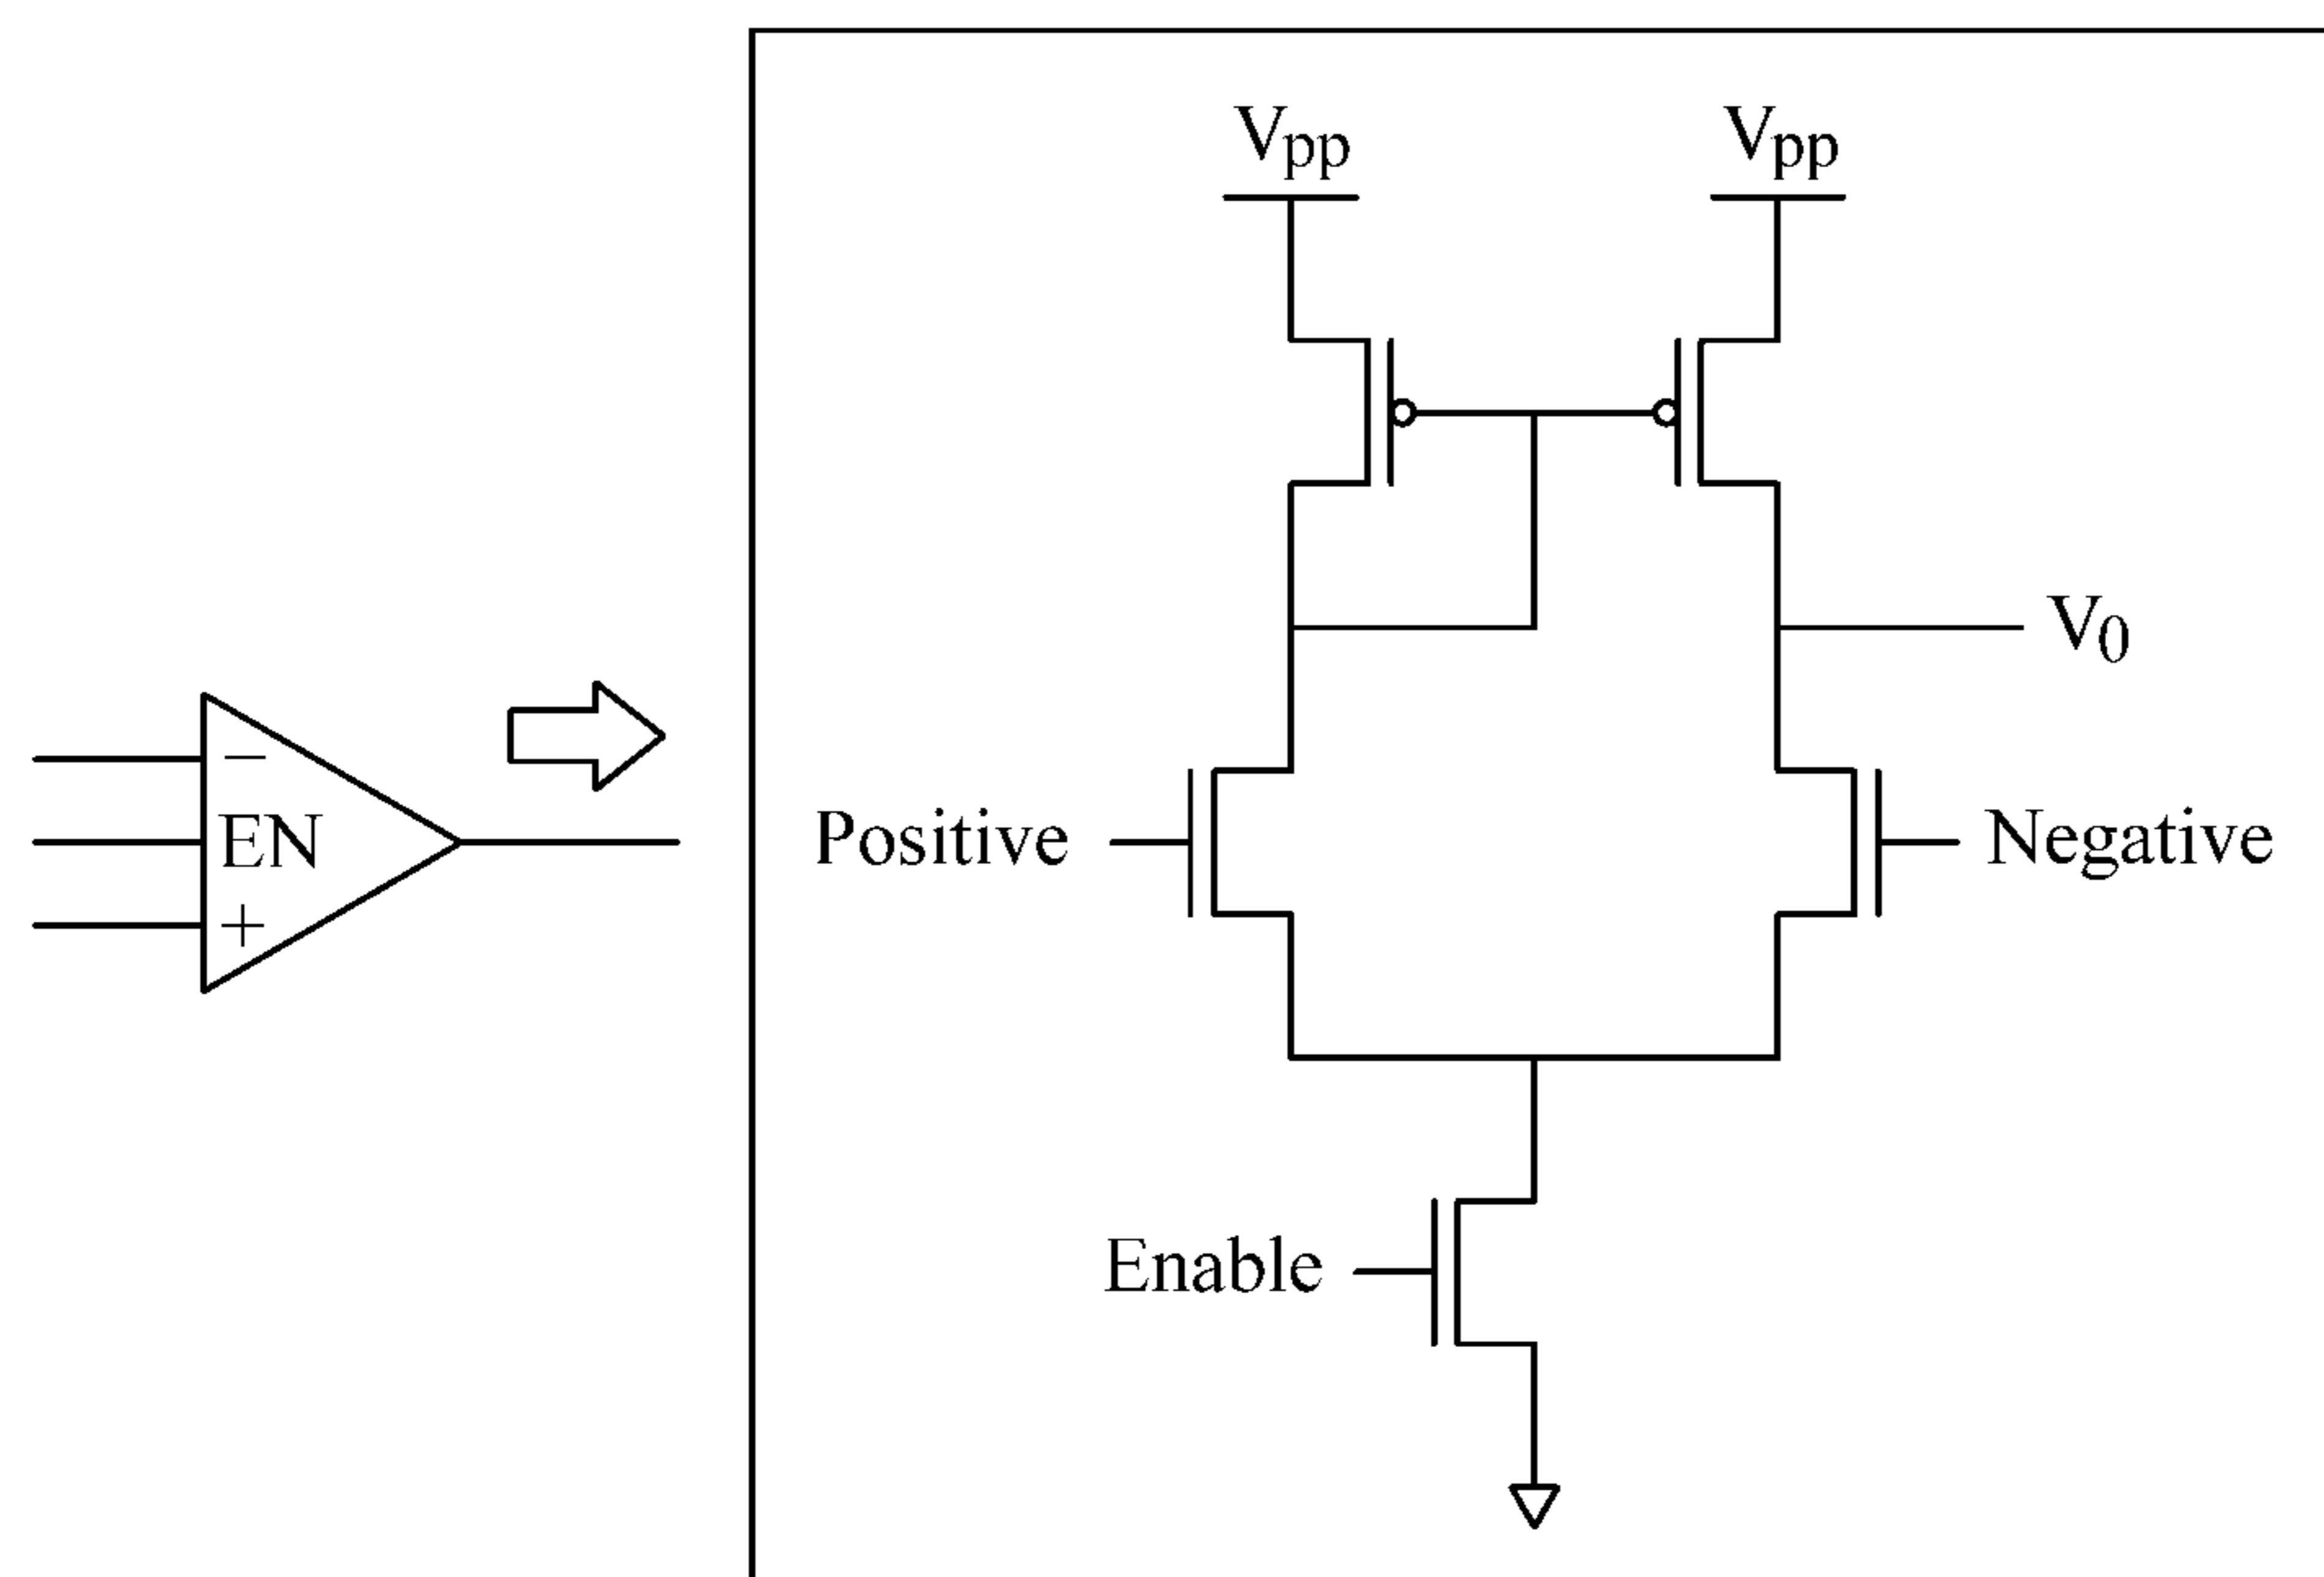 Vpp Vpp
V0
−
EN
+
Positive Negative
Enable